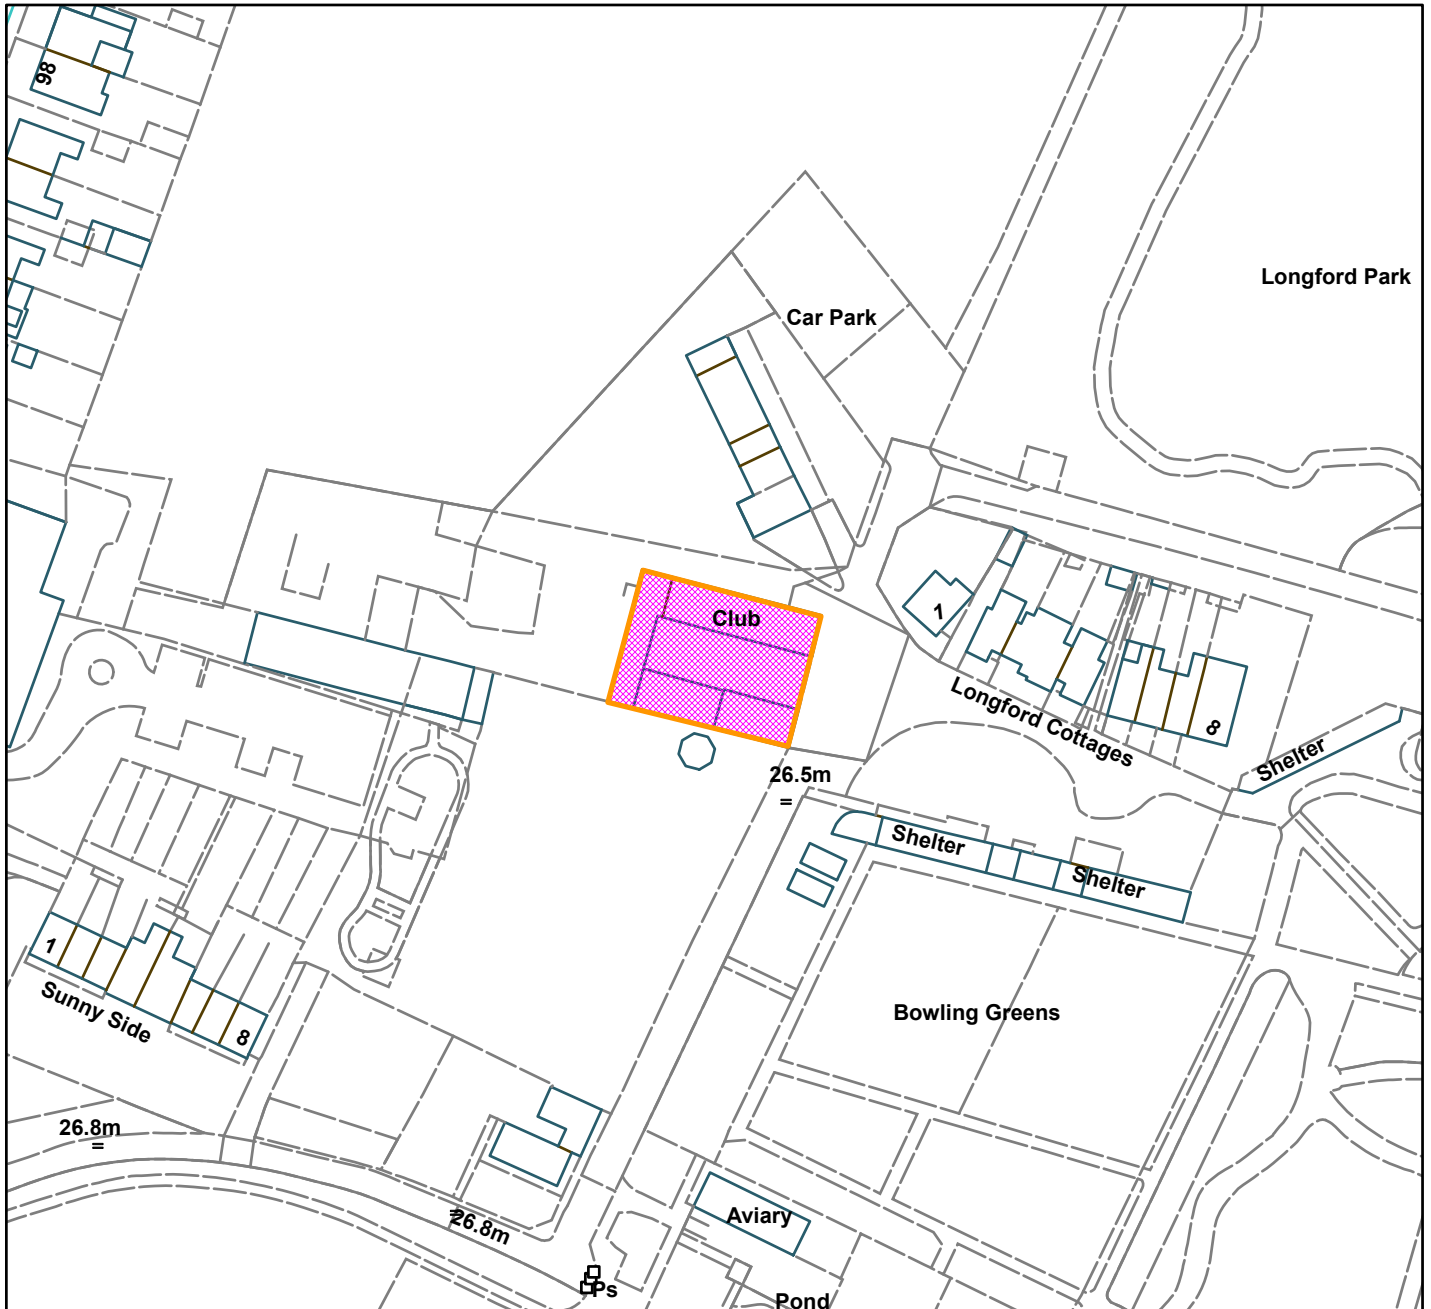 98
Longford Park
Car Park
Club
1
Longford Cottages
8
Shelter
26.5m
=
Shelter
Shelter
1
Sunny Side
8
Bowling Greens
26.8m
=
26.8m
=
Aviary
Ps
Pond